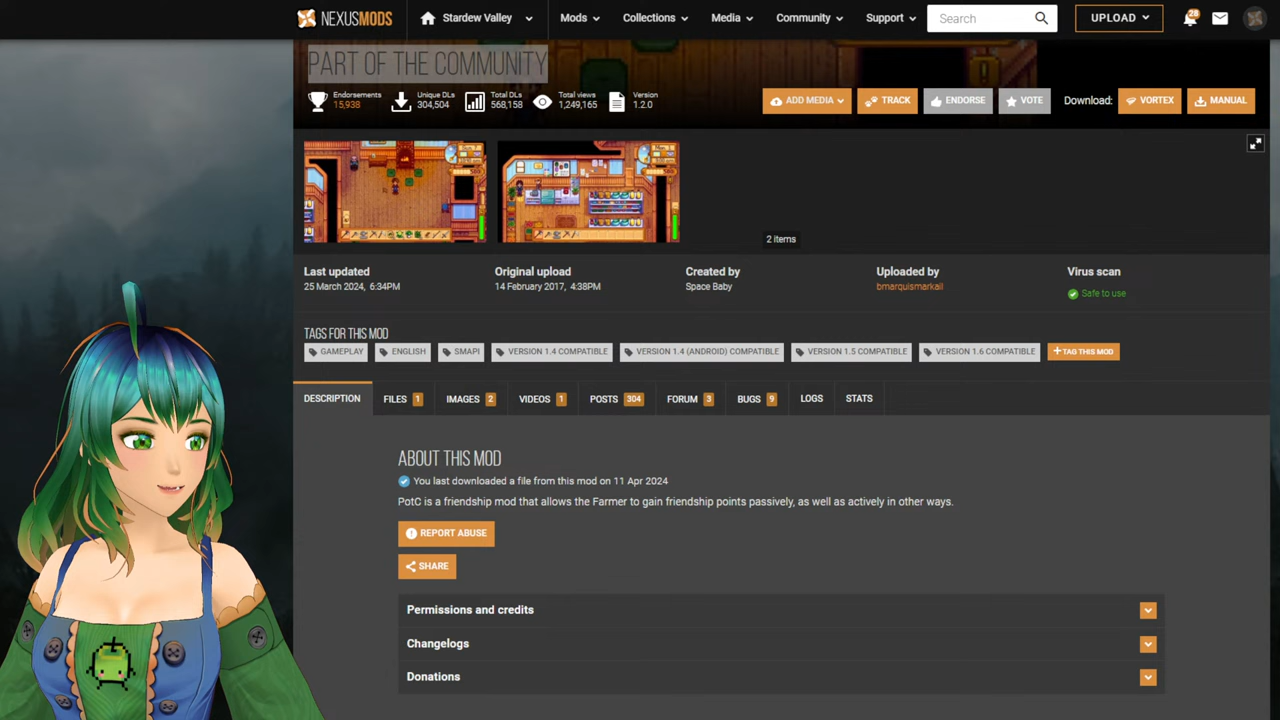 NEXUSMODS
Stardew Valley
Mods
Collections
Media
Community
Support
Search
UPLOAD
28
PART OF THE COMMUNITY
Endorsements
15,938
Unique DLs
304,504
Total DLs
568,158
Total views
1,249,165
Version
1.2.0
ADD MEDIA
TRACK
ENDORSE
VOTE
Download:
VORTEX
MANUAL
2 items
Last updated
25 March 2024, 6:34PM
Original upload
14 February 2017, 4:38PM
Created by
Space Baby
Uploaded by
bmarquismarkail
Virus scan
Safe to use
TAGS FOR THIS MOD
GAMEPLAY
ENGLISH
SMAPI
VERSION 1.4 COMPATIBLE
VERSION 1.4 (ANDROID) COMPATIBLE
VERSION 1.5 COMPATIBLE
VERSION 1.6 COMPATIBLE
+TAG THIS MOD
DESCRIPTION
FILES 1
IMAGES 2
VIDEOS 1
POSTS 304
FORUM 3
BUGS 9
LOGS
STATS
ABOUT THIS MOD
You last downloaded a file from this mod on 11 Apr 2024
PotC is a friendship mod that allows the Farmer to gain friendship points passively, as well as actively in other ways.
REPORT ABUSE
SHARE
Permissions and credits
Changelogs
Donations